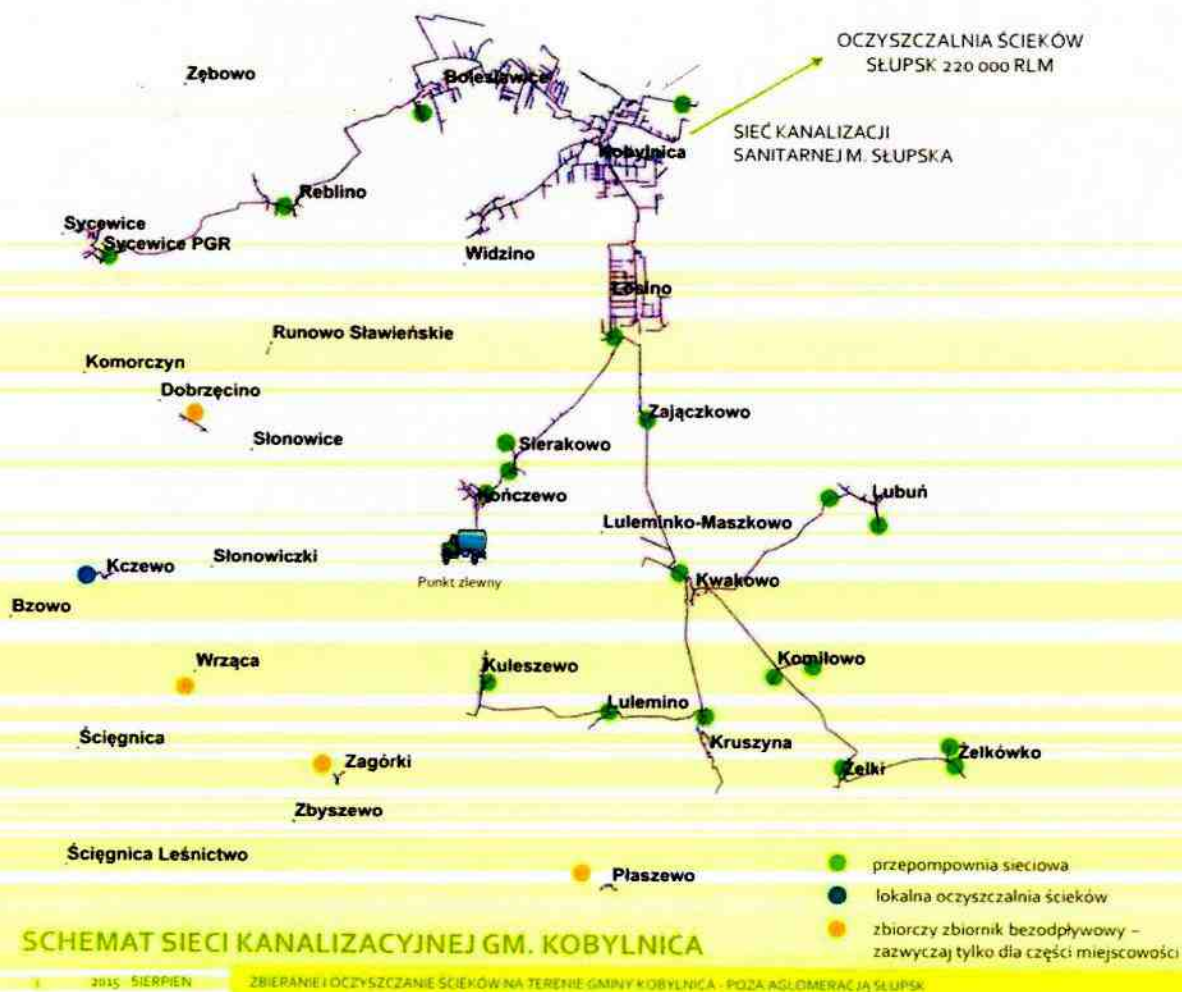 OCZYSZCZALNIA ŚCIEKÓW
SŁUPSK 220 000 RLM
Zębowo
Bolesławice
SIEĆ KANALIZACJI
SANITARNEJ M. SŁUPSKA
Kobylnica
Reblino
Sycewice
Sycewice PGR
Widzino
Łosino
Runowo Sławieńskie
Komorczyn
Dobrzęcino
Zajączkowo
Słonowice
Sierakowo
Kończewo
Lubuń
Luleminko-Maszkowo
Słonowiczki
Kczewo
Punkt zlewny
Kwakowo
Bzowo
Wrząca
Kuleszewo
Komiłowo
Lulemino
Ścięgnica
Kruszyna
Żelkówko
Zagórki
Żelki
Zbyszewo
Ścięgnica Leśnictwo
Płaszewo
przepompownia sieciowa
lokalna oczyszczalnia ścieków
zbiorczy zbiornik bezodpływowy –
zazwyczaj tylko dla części miejscowości
SCHEMAT SIECI KANALIZACYJNEJ GM. KOBYLNICA
2015 SIERPIEŃ
ZBIERANIE I OCZYSZCZANIE ŚCIEKÓW NA TERENIE GMINY KOBYLNICA - POZA AGLOMERACJĄ SŁUPSK